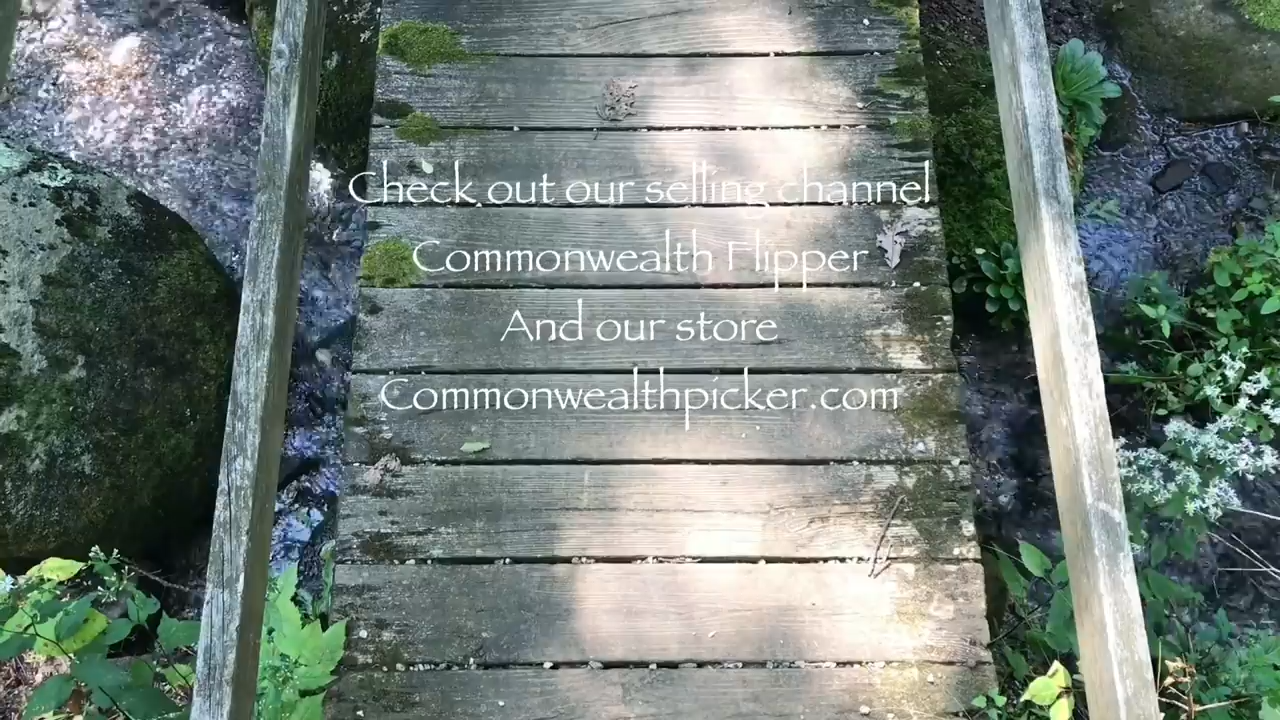 Check out our selling channel
Commonwealth Flipper
And our store
Commonwealthpicker.com